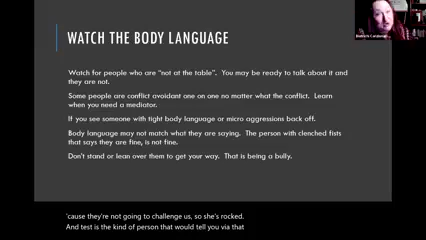 WATCH THE BODY LANGUAGE
Watch for people who are "not at the table". You may be ready to talk about it and
they are not.
Some people are conflict avoidant one on one no matter what the conflict. Learn
when you need a mediator.
If you see someone with tight body language or micro aggressions back off.
Body language may not match what they are saying. The person with clenched fists
that says they are fine, is not fine.
Don't stand or lean over them to get your way. That is being a bully.
'cause they're not going to challenge us, so she's rocked.
And test is the kind of person that would tell you via that